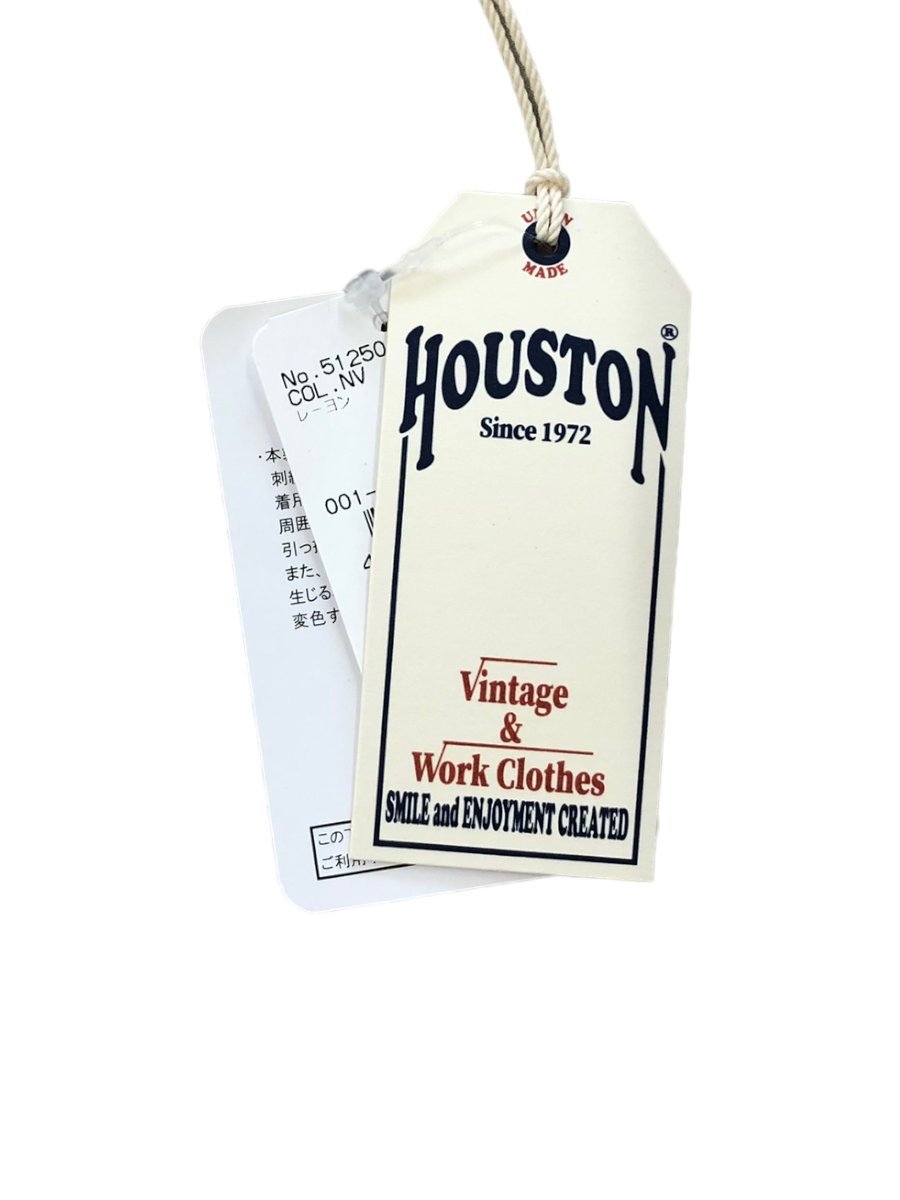 MADE
HOUSTON®
Since 1972
Vintage
&
Work Clothes
SMILE and ENJOYMENT CREATED
No.51250
COL.NV
レーヨン
001-
・本
刺
着用
周囲
引っ
また、
生じる
変色す
この
ご利用